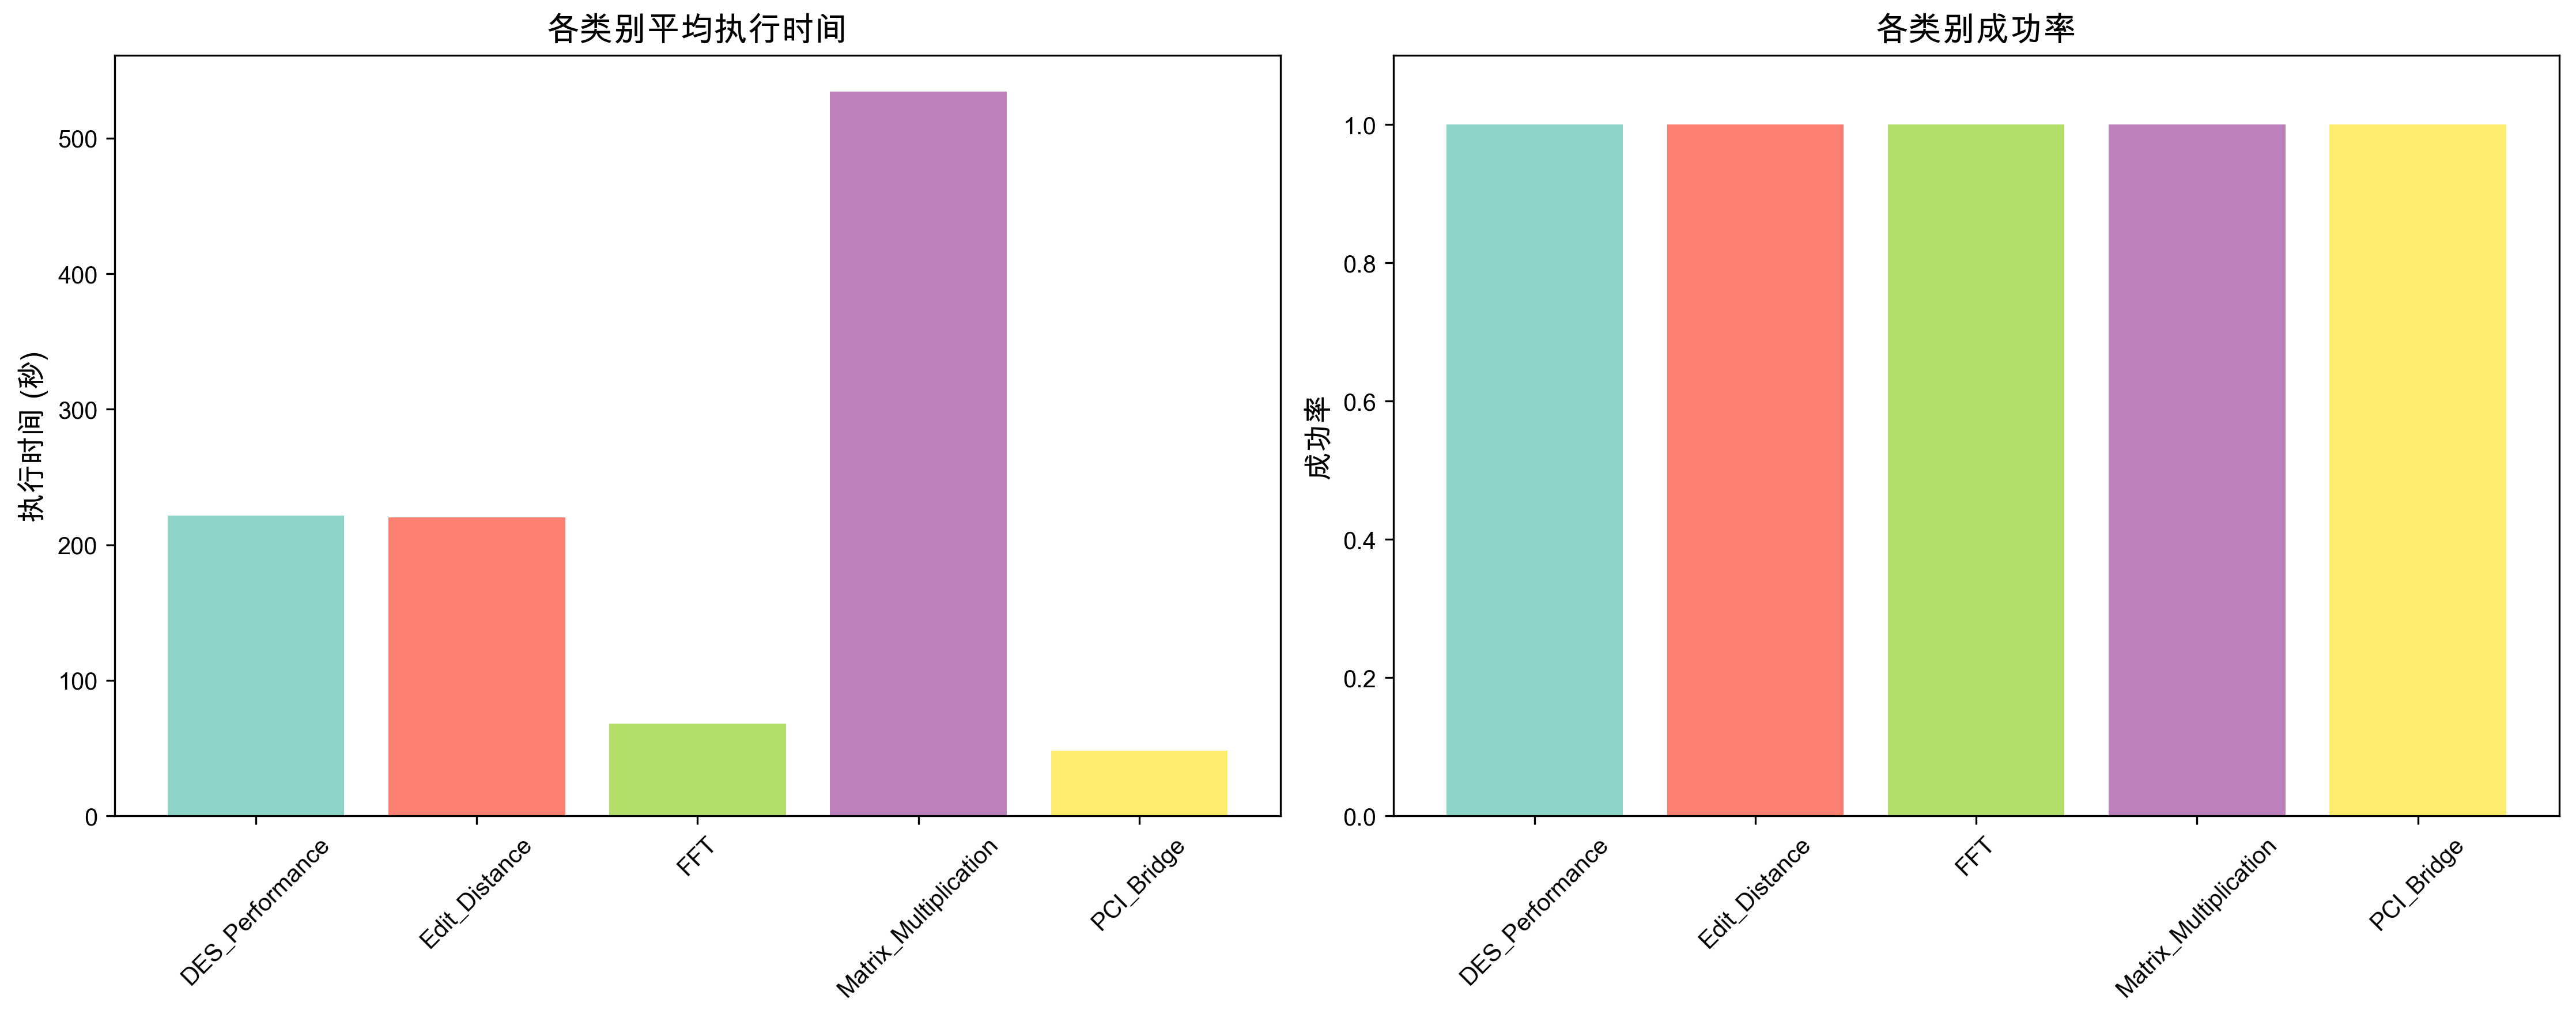 各类别平均执行时间
执行时间 (秒)
500
400
300
200
100
0
DES_Performance
Edit_Distance
FFT
Matrix_Multiplication
PCI_Bridge
各类别成功率
成功率
1.0
0.8
0.6
0.4
0.2
0.0
DES_Performance
Edit_Distance
FFT
Matrix_Multiplication
PCI_Bridge